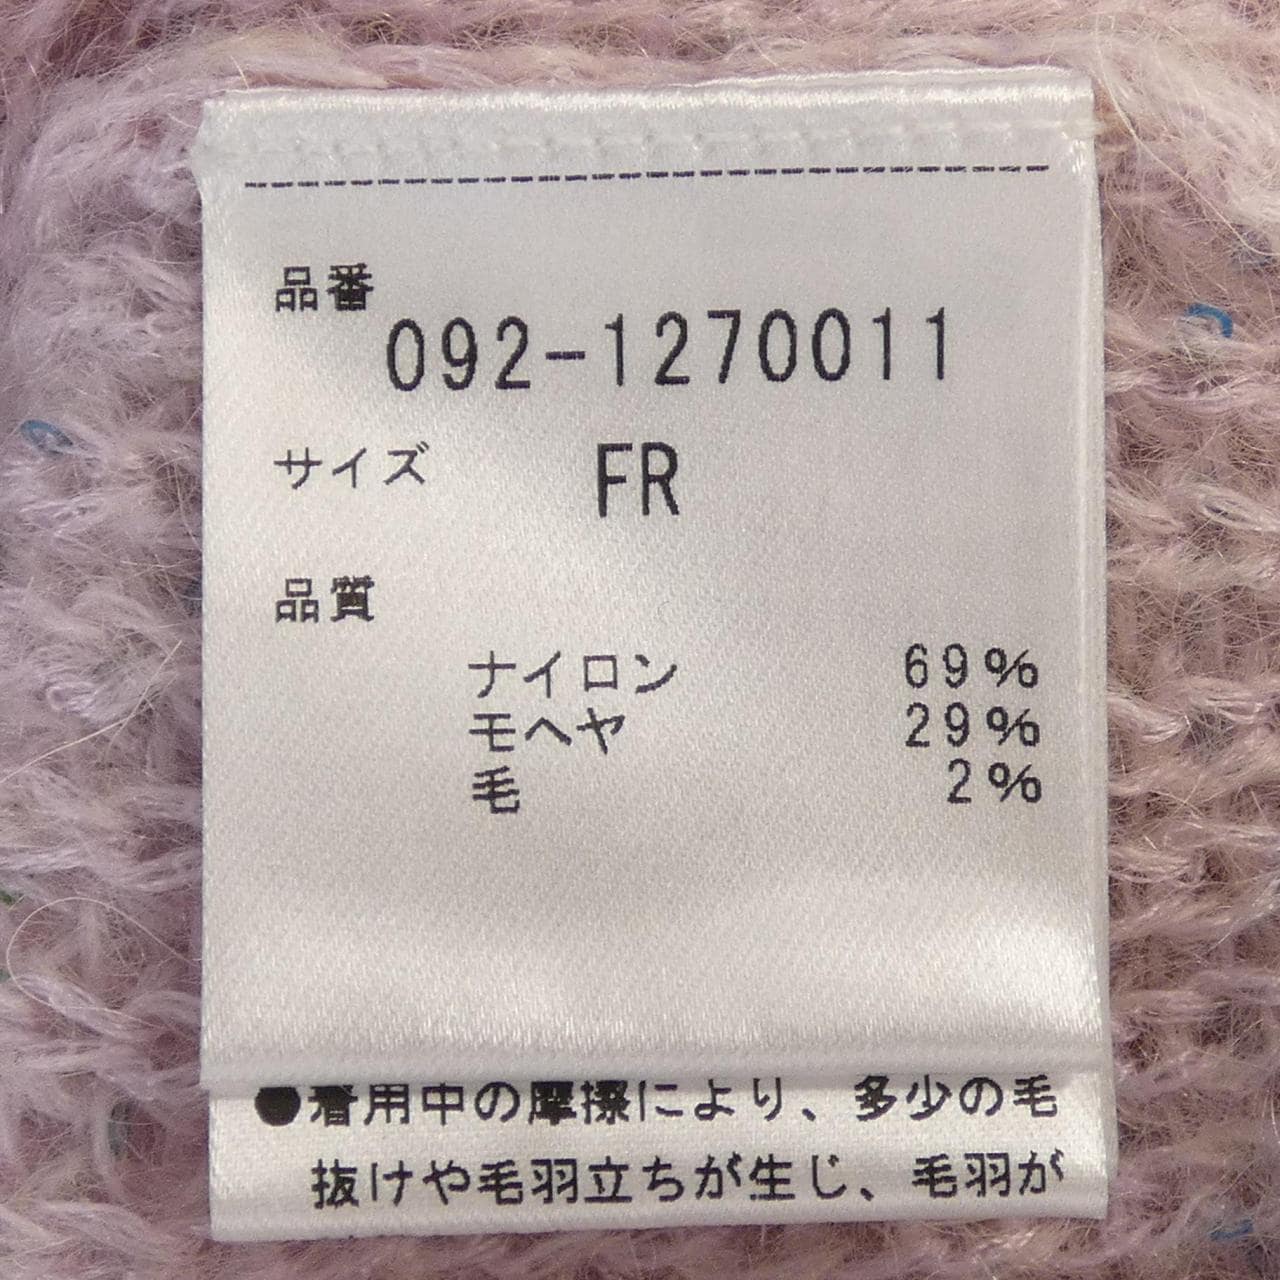 品番
092-1270011
サイズ FR
品質
ナイロン 69%
モヘヤ 29%
毛 2%
●着用中の摩擦により、多少の毛
抜けや毛羽立ちが生じ、毛羽が